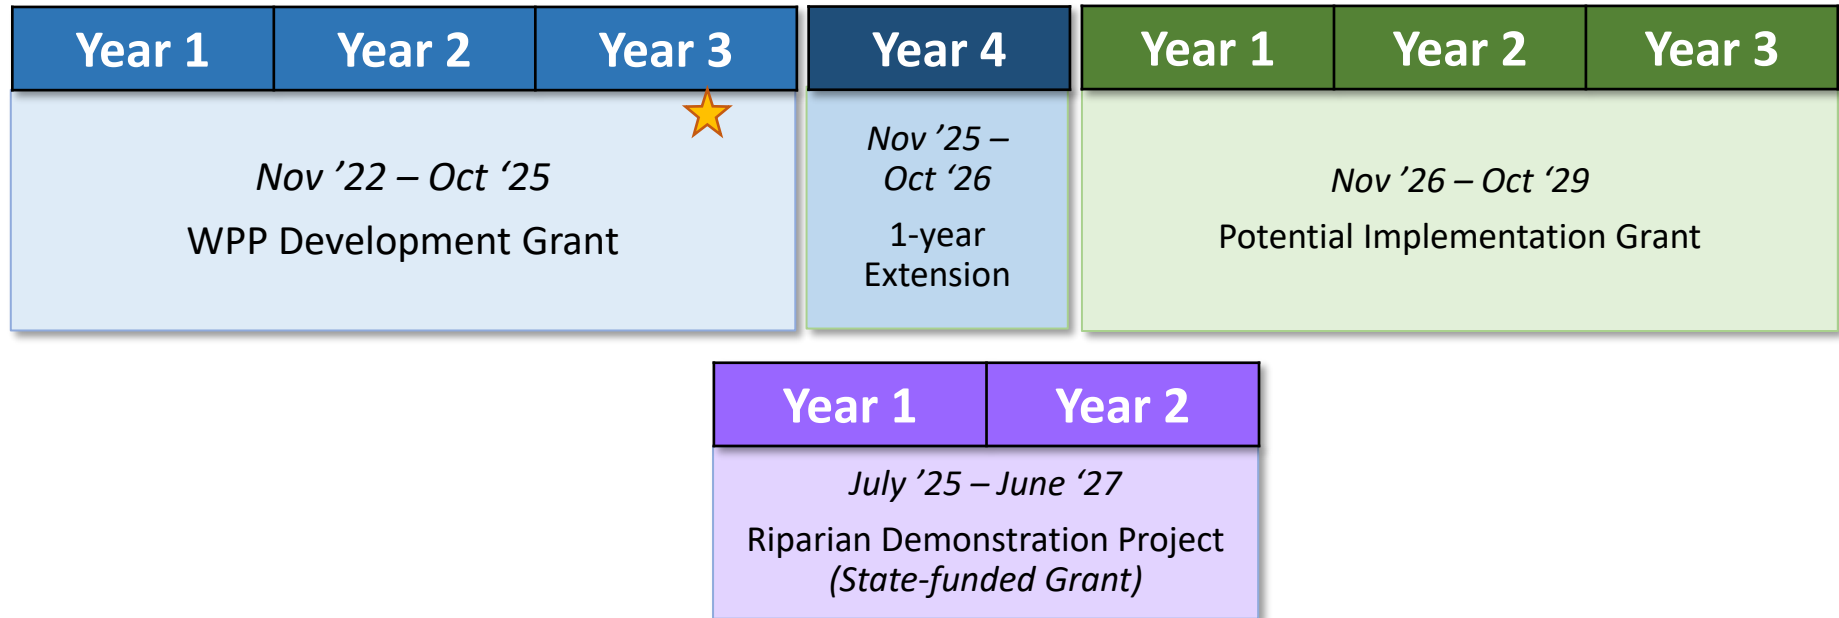 Year 1 Year 2 Year 3 Year 4 Year 1 Year 2 Year 3
Nov ’22 – Oct ‘25
WPP Development Grant
Nov ’25 –
Oct ‘26
1-year
Extension
Nov ’26 – Oct ‘29
Potential Implementation Grant
Year 1 Year 2
July ’25 – June ‘27
Riparian Demonstration Project
(State-funded Grant)